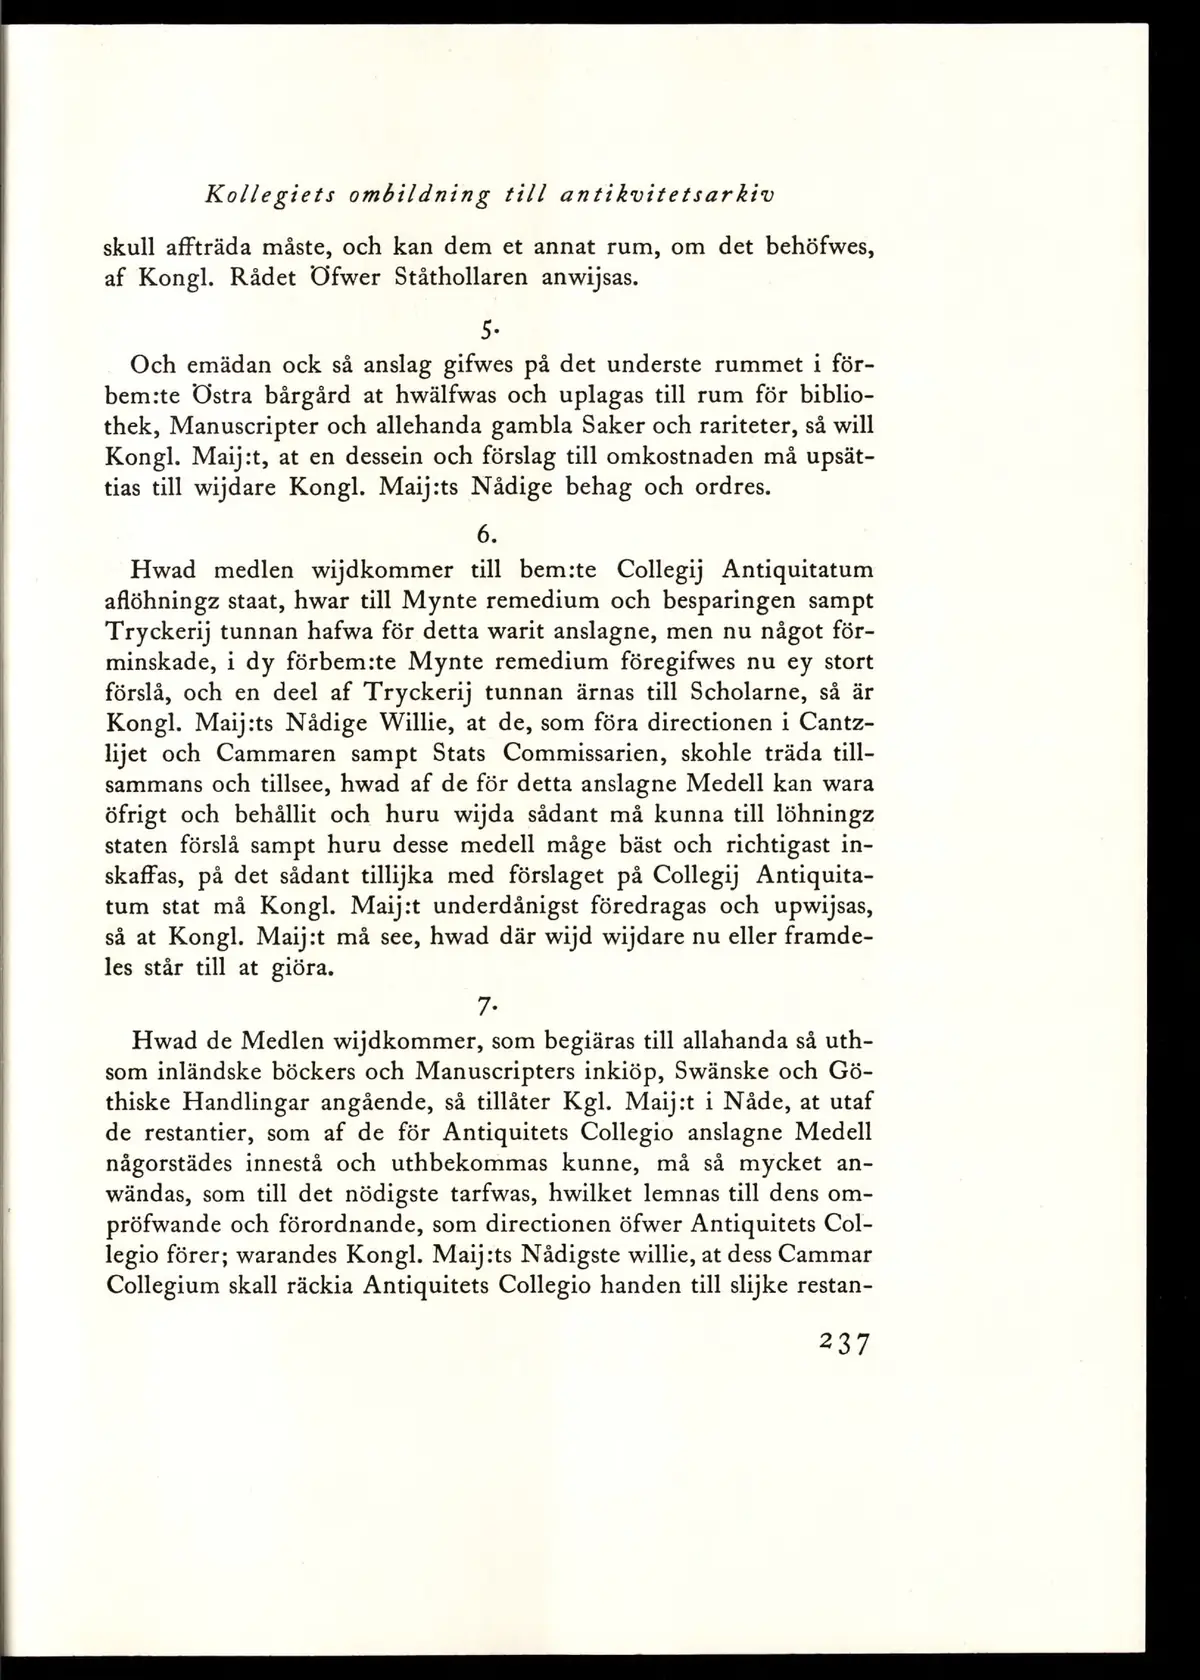 Kollegiets ombildning till antikvitetsarkiv
skull affträda måste, och kan dem et annat rum, om det behöfwes,
af Kongl. Rådet Öfwer Ståthollaren anwijsas.
5.
Och emädan ock så anslag gifwes på det underste rummet i för-
bem:te Östra bårgård at hwälfwas och uplagas till rum för biblio-
thek, Manuscripter och allehanda gambla Saker och rariteter, så will
Kongl. Maij:t, at en dessein och förslag till omkostnaden må upsät-
tias till wijdare Kongl. Maij:ts Nådige behag och ordres.
6.
Hwad medlen wijdkommer till bem:te Collegij Antiquitatum
aflöhningz staat, hwar till Mynte remedium och besparingen sampt
Tryckerij tunnan hafwa för detta warit anslagne, men nu något för-
minskade, i dy förbem:te Mynte remedium föregifwes nu ey stort
förslå, och en deel af Tryckerij tunnan ärnas till Scholarne, så är
Kongl. Maij:ts Nådige Willie, at de, som föra directionen i Cantz-
lijet och Cammaren sampt Stats Commissarien, skohle träda till-
sammans och tillsee, hwad af de för detta anslagne Medell kan wara
öfrigt och behållit och huru wijda sådant må kunna till löhningz
staten förslå sampt huru desse medell måge bäst och richtigast in-
skaffas, på det sådant tillijka med förslaget på Collegij Antiquita-
tum stat må Kongl. Maij:t underdånigst föredragas och upwijsas,
så at Kongl. Maij:t må see, hwad där wijd wijdare nu eller framde-
les står till at giöra.
7.
Hwad de Medlen wijdkommer, som begiäras till allahanda så uth-
som inländske böckers och Manuscripters inkiöp, Swänske och Gö-
thiske Handlingar angående, så tillåter Kgl. Maij:t i Nåde, at utaf
de restantier, som af de för Antiquitets Collegio anslagne Medell
någorstädes innestå och uthbekommas kunne, må så mycket an-
wändas, som till det nödigste tarfwas, hwilket lemnas till dens om-
pröfwande och förordnande, som directionen öfwer Antiquitets Col-
legio förer; warandes Kongl. Maij:ts Nådigste willie, at dess Cammar
Collegium skall räckia Antiquitets Collegio handen till slijke restan-
237